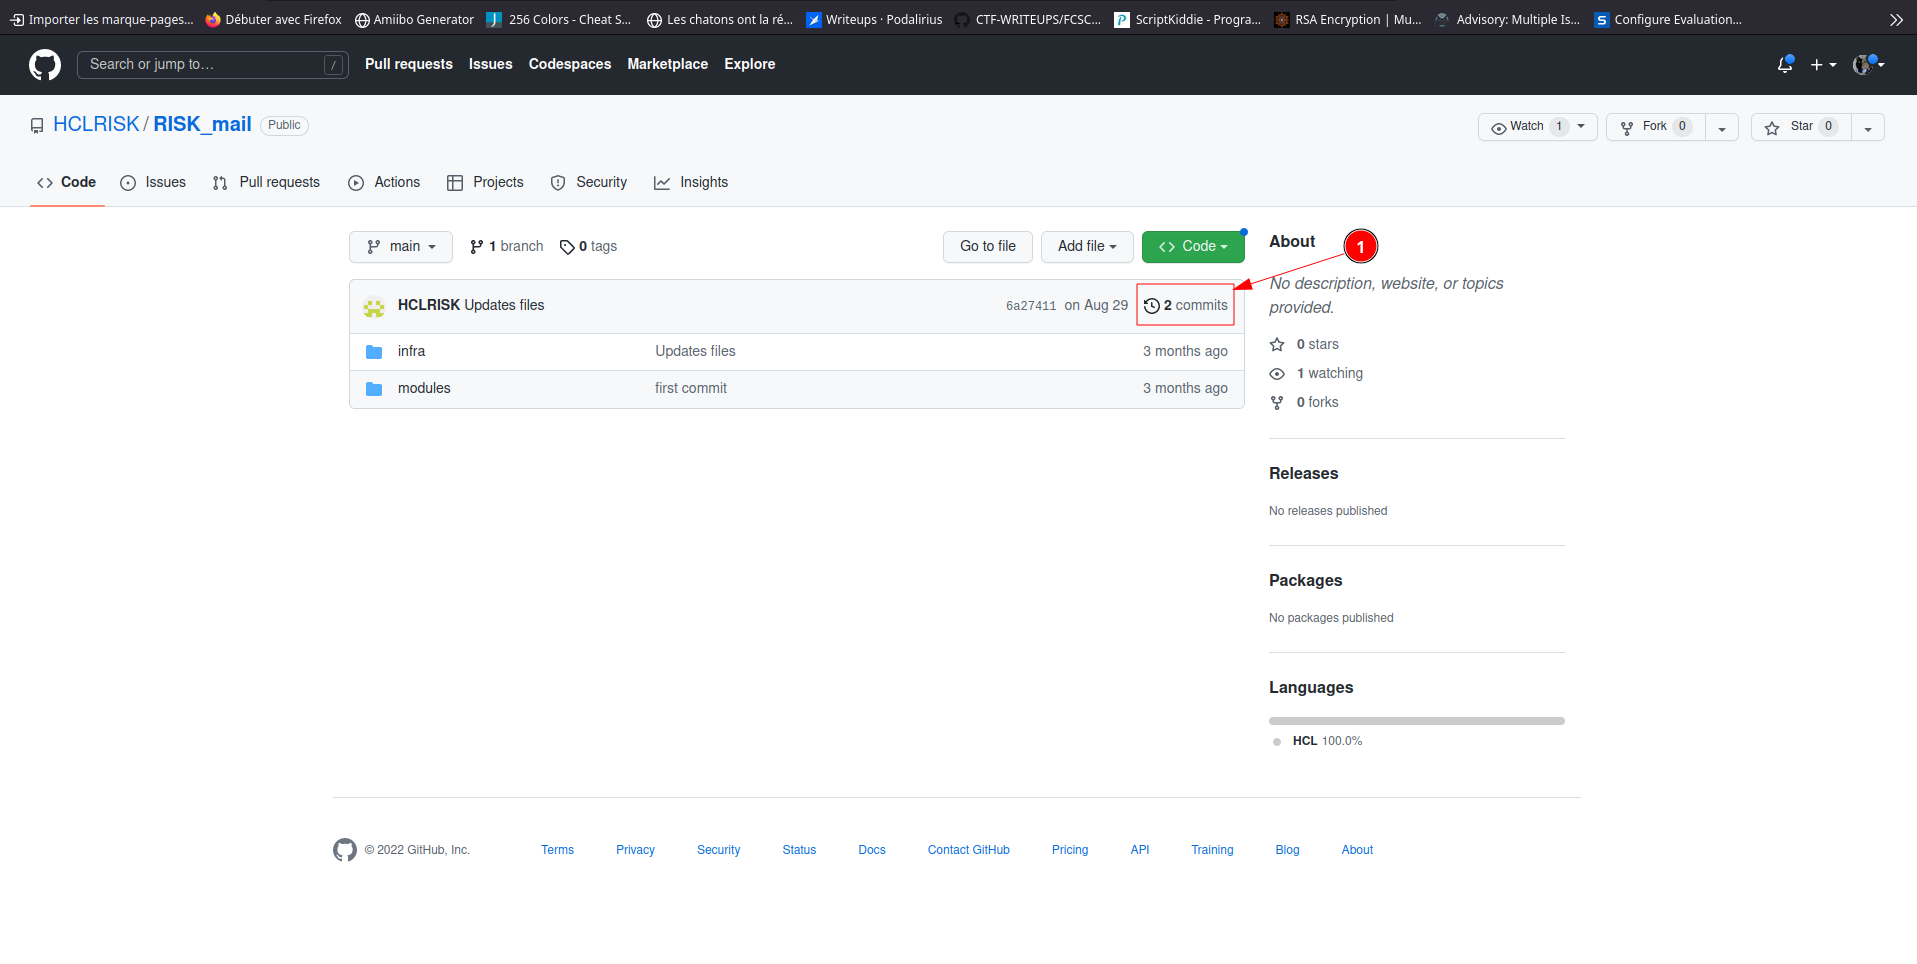 Importer les marque-pages... Débuter avec Firefox Amiibo Generator 256 Colors - Cheat S... Les chatons ont la ré... Writeups · Podalirius CTF-WRITEUPS/FCSC... ScriptKiddie - Progra... RSA Encryption | Mu... Advisory: Multiple Is... Configure Evaluation...
Search or jump to… / Pull requests Issues Codespaces Marketplace Explore
HCLRISK / RISK_mail Public Watch 1 Fork 0 Star 0
Code Issues Pull requests Actions Projects Security Insights
main 1 branch 0 tags Go to file Add file Code
HCLRISK Updates files 6a27411 on Aug 29 2 commits
infra Updates files 3 months ago
modules first commit 3 months ago
About 1
No description, website, or topics
provided.
0 stars
1 watching
0 forks
Releases
No releases published
Packages
No packages published
Languages
HCL 100.0%
© 2022 GitHub, Inc. Terms Privacy Security Status Docs Contact GitHub Pricing API Training Blog About